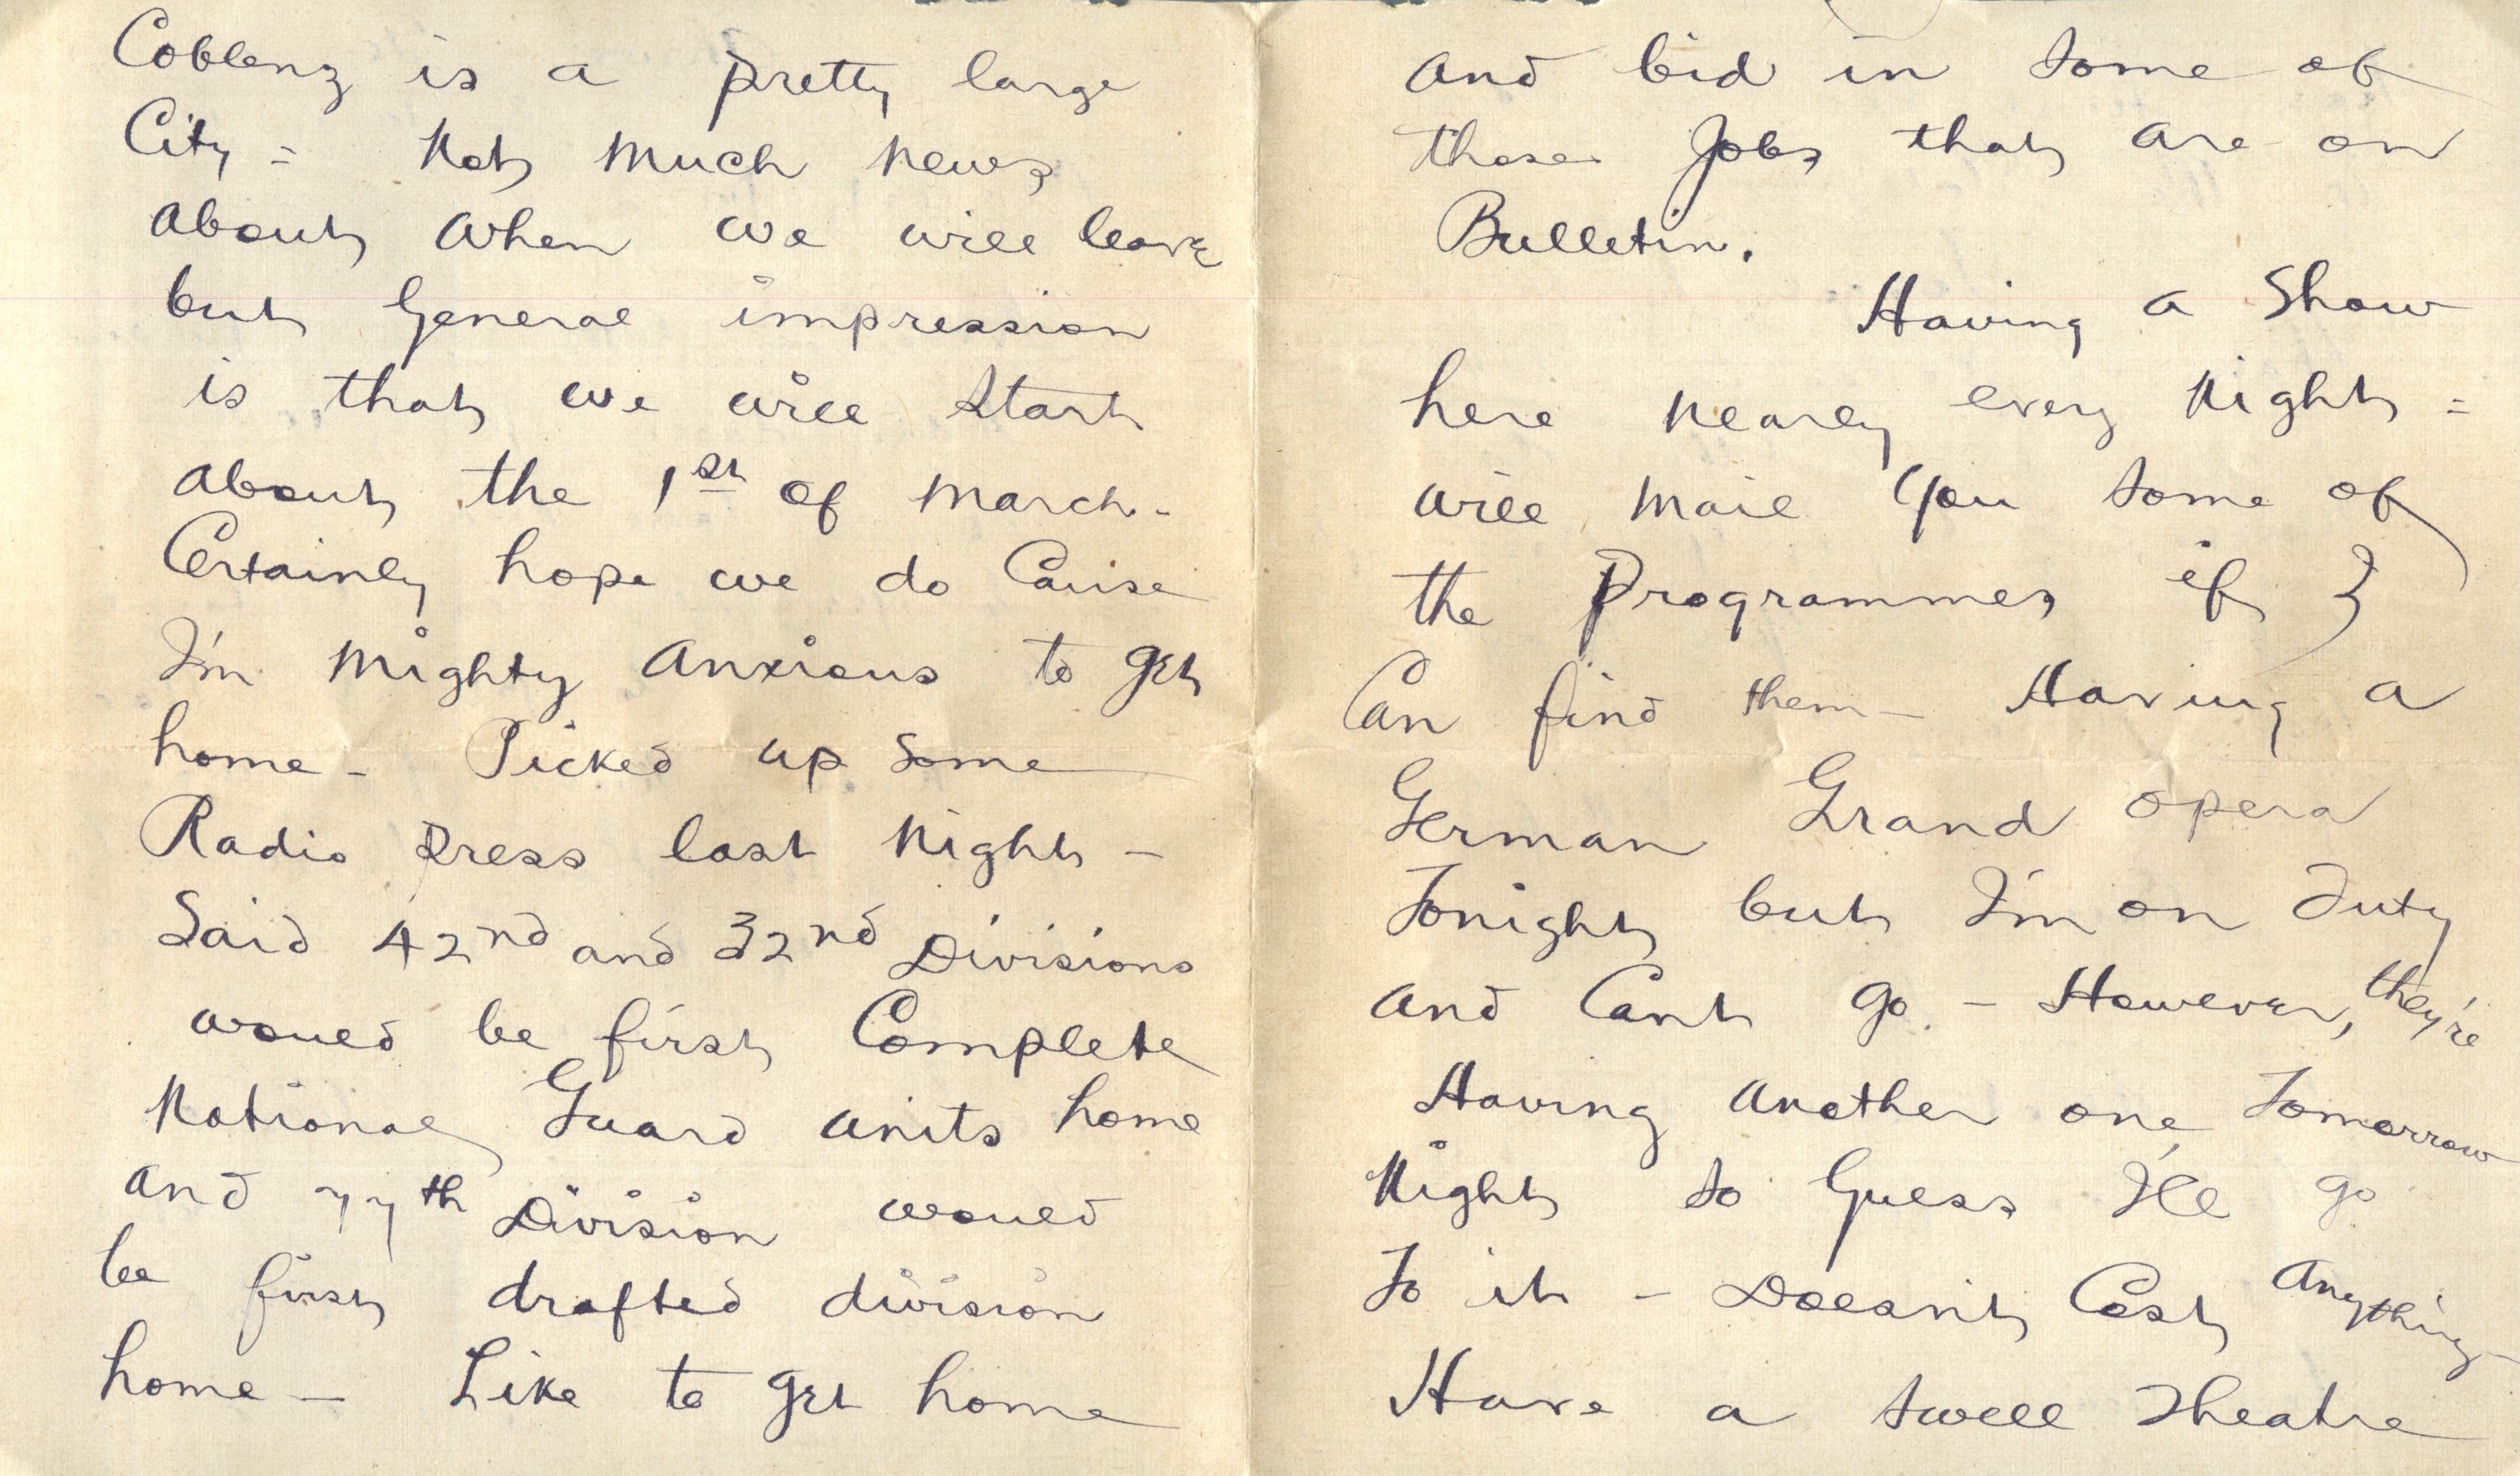 Coblenz is a pretty large
City = Not much news
about when we will leave
but General impression
is that we will start
about the 1st of March -
Certainly hope we do Cause
I'm mighty anxious to get
home - Picked up some
Radio press last night -
Said 42nd and 32nd Divisions
would be first Complete
National Guard units home
and 77th Division would
be first drafted division
home - Like to get home
and bid in some of
those Jobs that are on
Bulletin.
Having a Show
here nearly every Night =
will mail you some of
the Programmes if I
Can find them - Having a
German Grand opera
Tonight but I'm on Duty
and Cant go - However, they're
Having another one Tomorrow
Night so Guess I'll go
To it - Doesn't Cost anything -
Have a swell Theatre